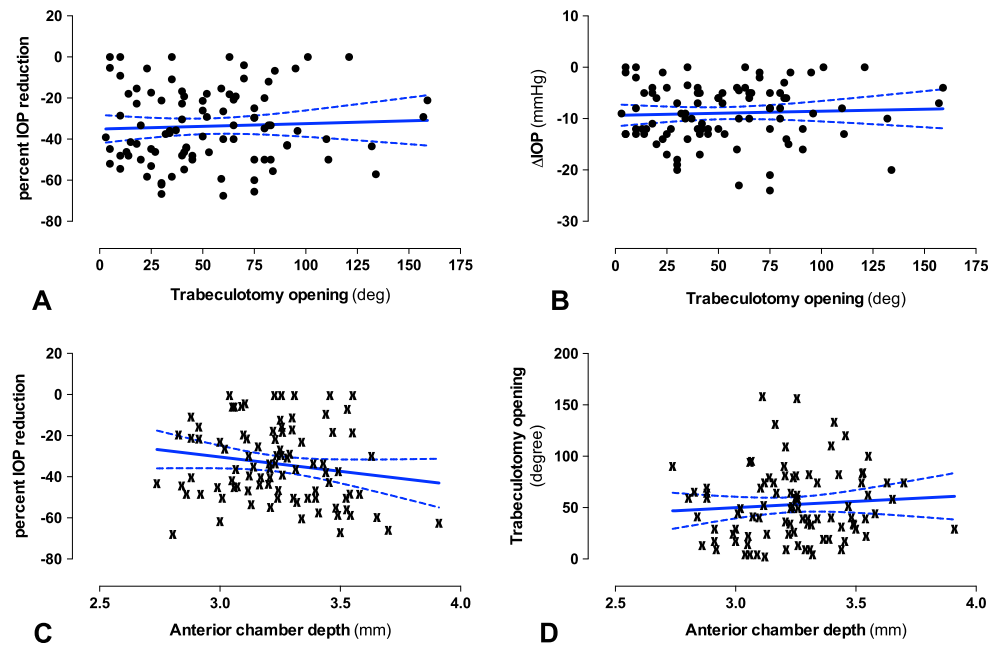 percent IOP reduction
20
0
-20
-40
-60
-80
0 25 50 75 100 125 150 175
Trabeculotomy opening (deg)
A
ΔIOP (mmHg)
10
0
-10
-20
-30
0 25 50 75 100 125 150 175
Trabeculotomy opening (deg)
B
percent IOP reduction
20
0
-20
-40
-60
-80
2.5 3.0 3.5 4.0
Anterior chamber depth (mm)
C
Trabeculotomy opening
(degree)
200
150
100
50
0
2.5 3.0 3.5 4.0
Anterior chamber depth (mm)
D